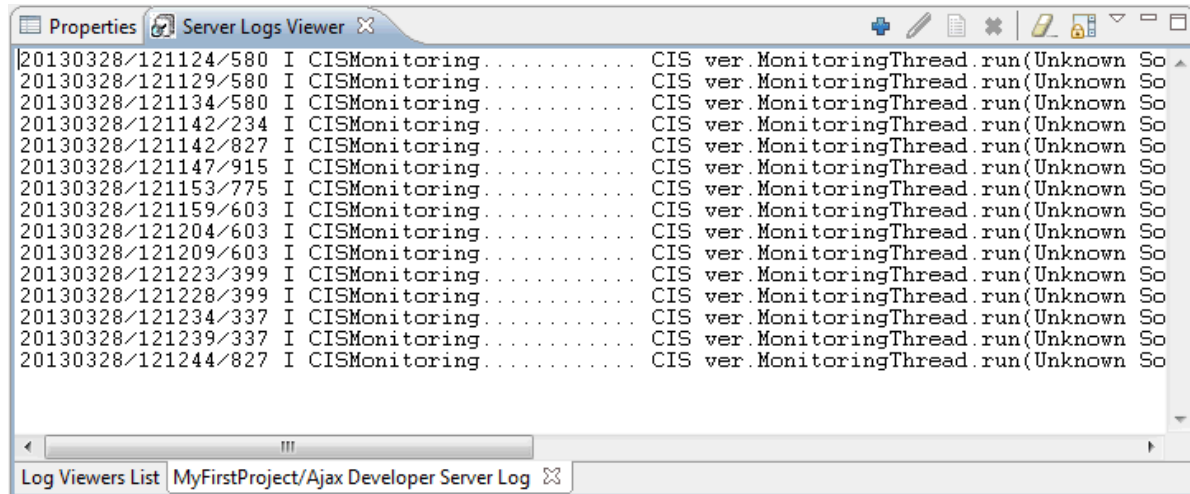 Properties Server Logs Viewer
20130328/121124/580 I CISMonitoring............ CIS ver.MonitoringThread.run(Unknown So
20130328/121129/580 I CISMonitoring............ CIS ver.MonitoringThread.run(Unknown So
20130328/121134/580 I CISMonitoring............ CIS ver.MonitoringThread.run(Unknown So
20130328/121142/234 I CISMonitoring............ CIS ver.MonitoringThread.run(Unknown So
20130328/121142/827 I CISMonitoring............ CIS ver.MonitoringThread.run(Unknown So
20130328/121147/915 I CISMonitoring............ CIS ver.MonitoringThread.run(Unknown So
20130328/121153/775 I CISMonitoring............ CIS ver.MonitoringThread.run(Unknown So
20130328/121159/603 I CISMonitoring............ CIS ver.MonitoringThread.run(Unknown So
20130328/121204/603 I CISMonitoring............ CIS ver.MonitoringThread.run(Unknown So
20130328/121209/603 I CISMonitoring............ CIS ver.MonitoringThread.run(Unknown So
20130328/121223/399 I CISMonitoring............ CIS ver.MonitoringThread.run(Unknown So
20130328/121228/399 I CISMonitoring............ CIS ver.MonitoringThread.run(Unknown So
20130328/121234/337 I CISMonitoring............ CIS ver.MonitoringThread.run(Unknown So
20130328/121239/337 I CISMonitoring............ CIS ver.MonitoringThread.run(Unknown So
20130328/121244/827 I CISMonitoring............ CIS ver.MonitoringThread.run(Unknown So
Log Viewers List MyFirstProject/Ajax Developer Server Log